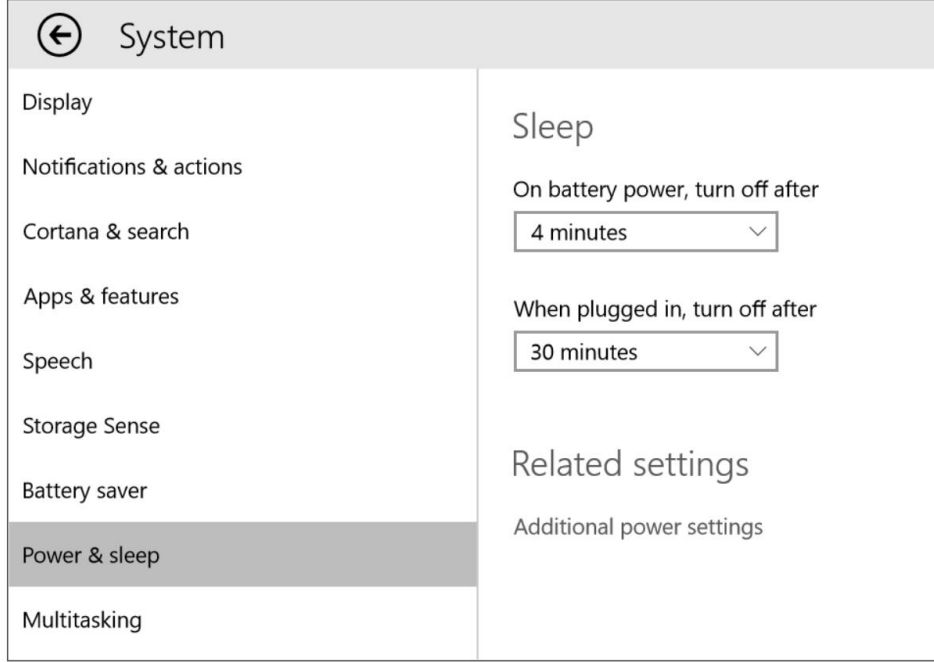 System
Display
Notifications & actions
Cortana & search
Apps & features
Speech
Storage Sense
Battery saver
Power & sleep
Multitasking
Sleep
On battery power, turn off after
4 minutes
When plugged in, turn off after
30 minutes
Related settings
Additional power settings